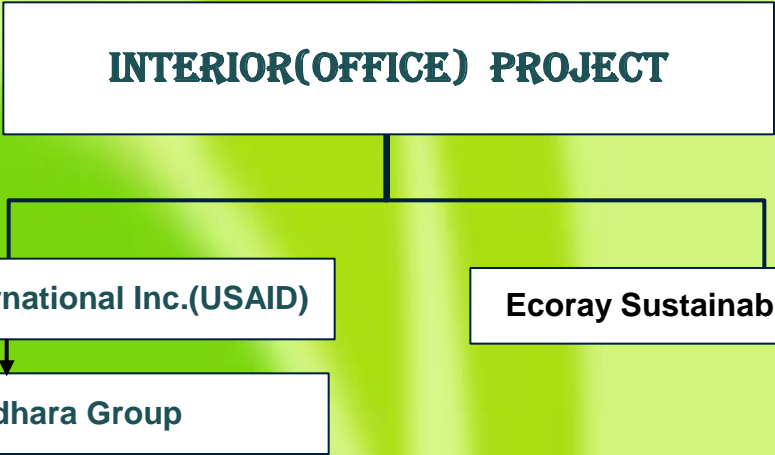 INTERIOR(OFFICE) PROJECT
rnational Inc.(USAID)
Ecoray Sustainab
dhara Group